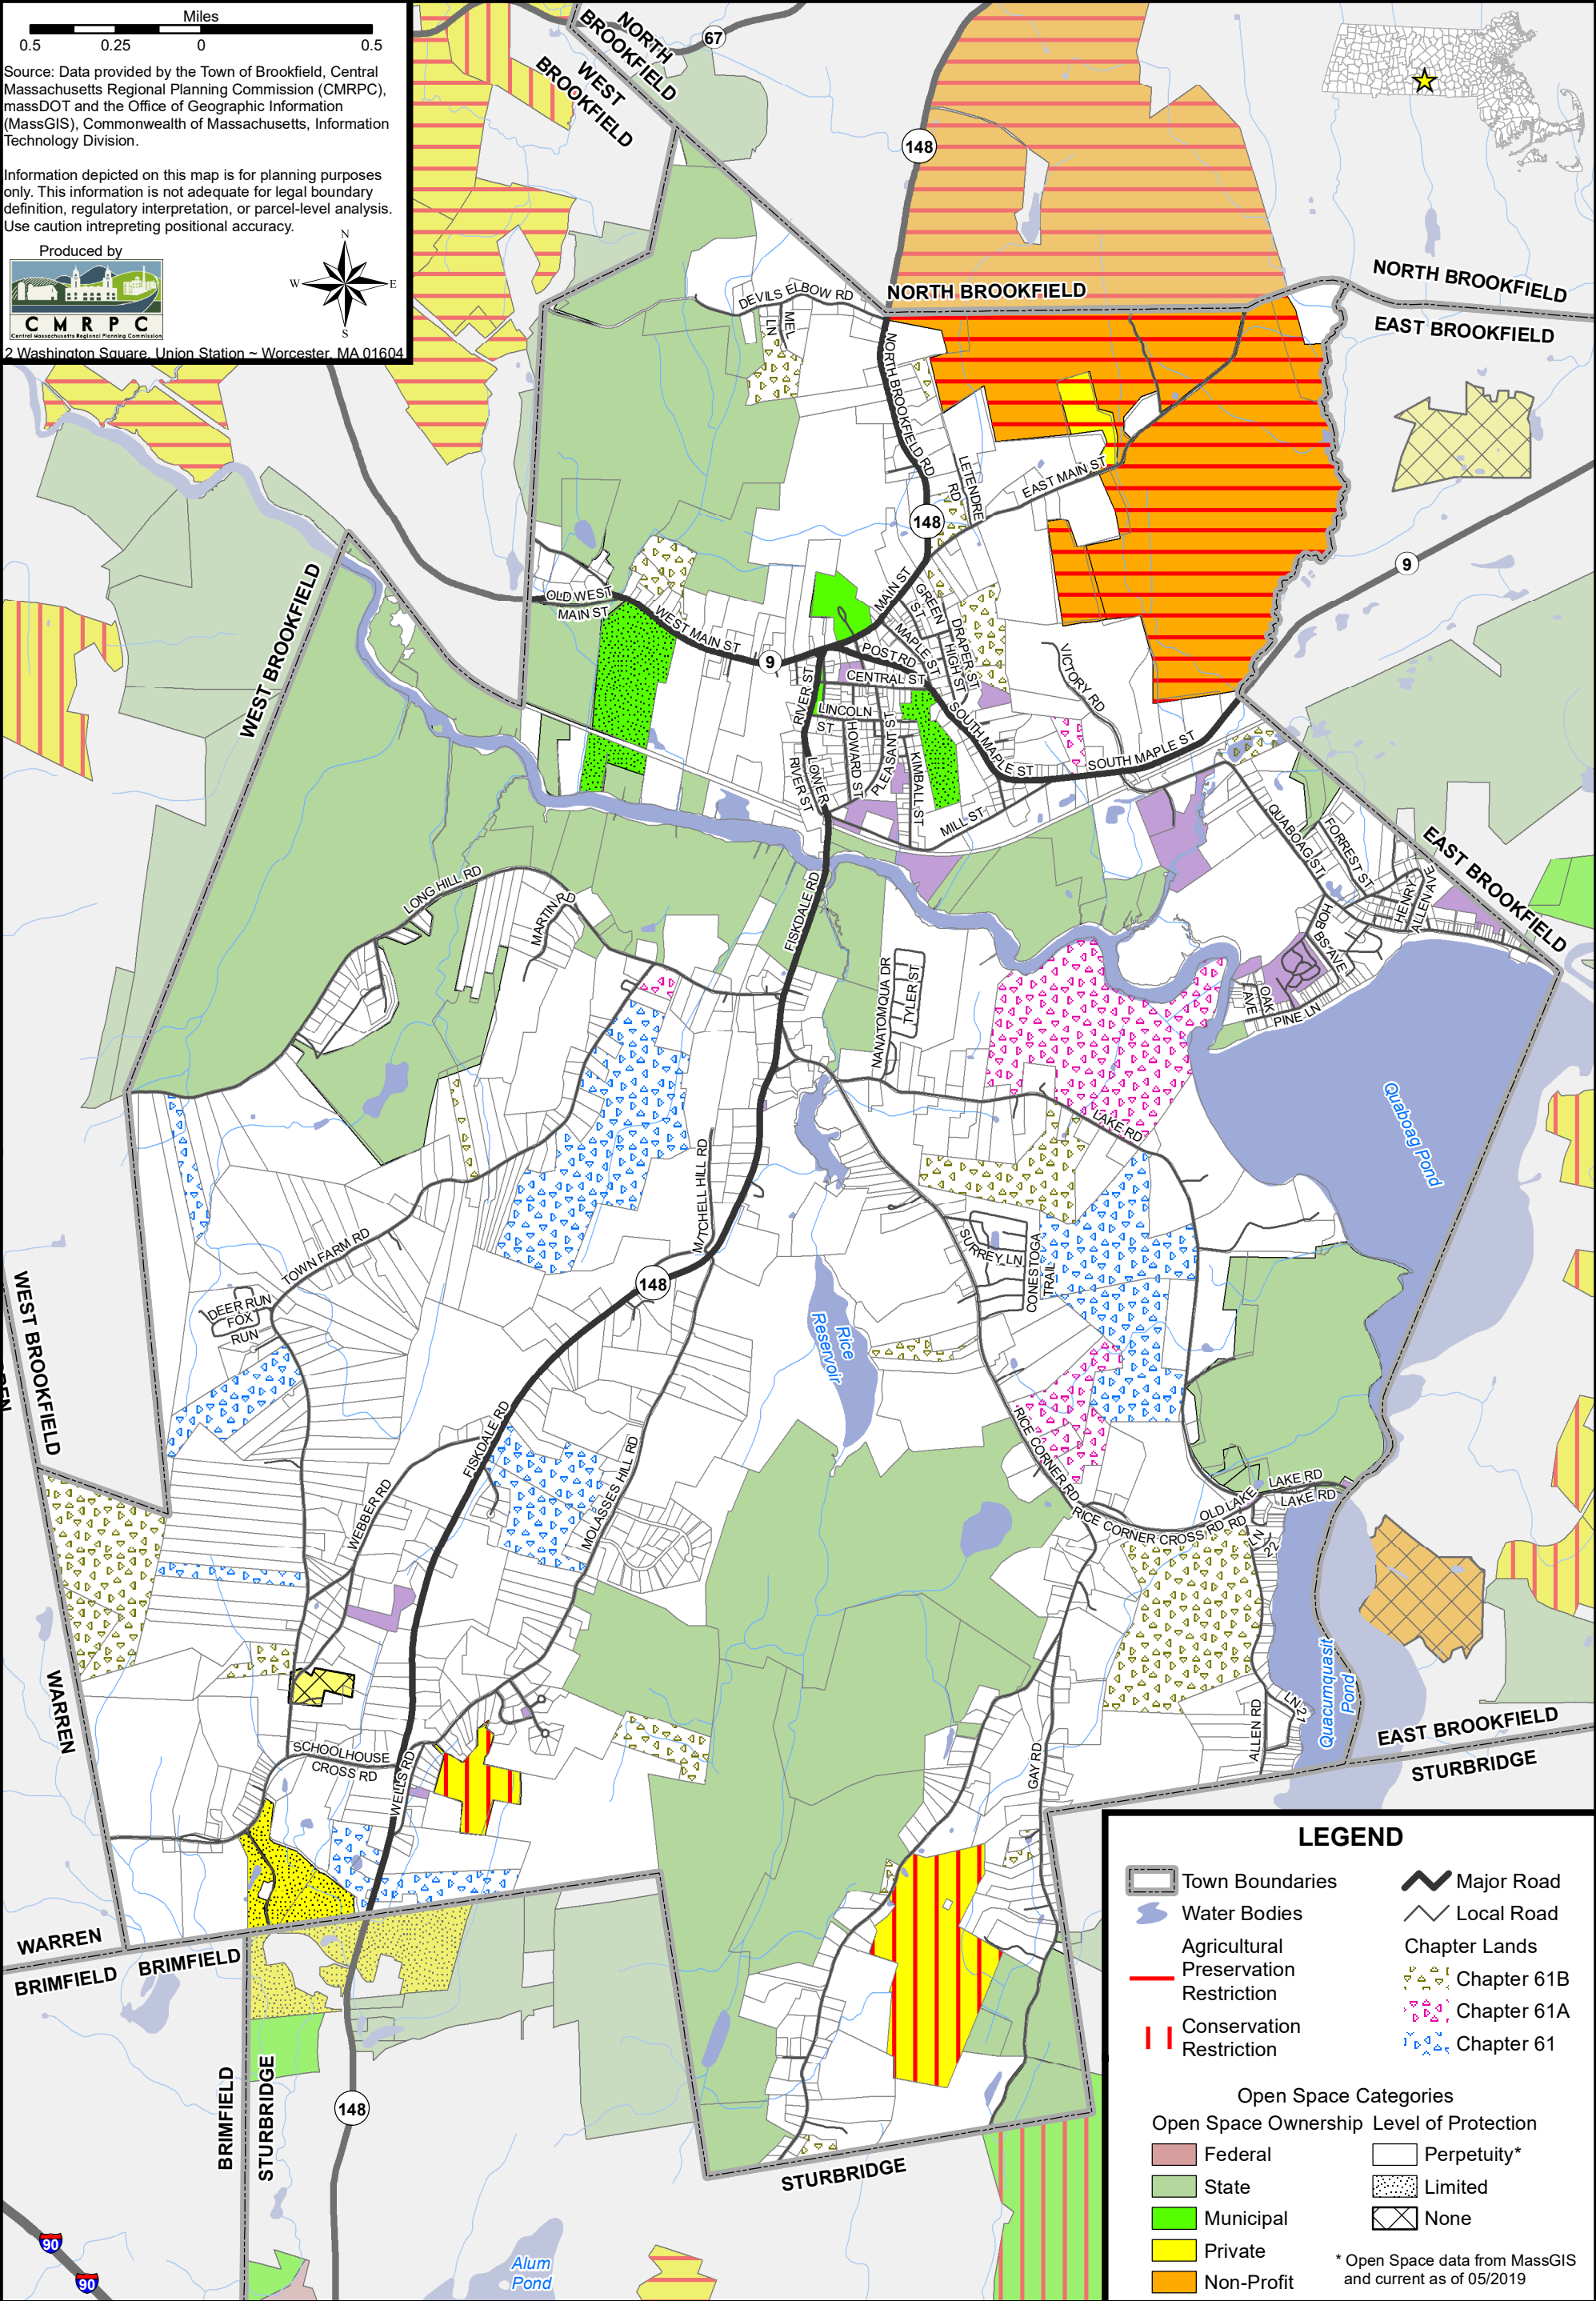 Miles
0.5 0.25 0 0.5
Source: Data provided by the Town of Brookfield, Central
Massachusetts Regional Planning Commission (CMRPC),
massDOT and the Office of Geographic Information
(MassGIS), Commonwealth of Massachusetts, Information
Technology Division.
Information depicted on this map is for planning purposes
only. This information is not adequate for legal boundary
definition, regulatory interpretation, or parcel-level analysis.
Use caution intrepreting positional accuracy.
Produced by
CMRPC
Central Massachusetts Regional Planning Commission
N
W E
S
2 Washington Square, Union Station ~ Worcester, MA 01604
NORTH
BROOKFIELD
WEST
BROOKFIELD
67
148
NORTH BROOKFIELD
NORTH BROOKFIELD
EAST BROOKFIELD
DEVILS ELBOW RD
MEL
LN
NORTH BROOKFIELD RD
LETENDRE
RD
EAST MAIN ST
148
9
WEST BROOKFIELD
OLD WEST
MAIN ST
WEST MAIN ST
9
MAIN ST
GREEN
ST
MAPLE ST
DRAPER ST
HIGH ST
POST RD
CENTRAL ST
VICTORY RD
RIVER ST
LINCOLN
ST
HOWARD ST
PLEASANT ST
KIMBALL ST
LOWER
RIVER ST
SOUTH MAPLE ST
SOUTH MAPLE ST
MILL ST
QUABOAG ST
FORREST ST
HENRY
ALLEN AVE
EAST BROOKFIELD
HOBBS AVE
OAK
AVE
PINE LN
LONG HILL RD
MARTIN RD
FISKDALE RD
NANATOMQUA DR
TYLER ST
LAKE RD
Quaboag Pond
MITCHELL HILL RD
TOWN FARM RD
DEER RUN
FOX
RUN
148
SURREY LN
CONESTOGA
TRAIL
Rice
Reservoir
WEST BROOKFIELD
FISKDALE RD
WEBBER RD
MOLASSES HILL RD
RICE CORNER RD
RICE CORNER CROSS RD
OLD LAKE
RD
LAKE RD
LAKE RD
LN
22
WARREN
SCHOOLHOUSE
CROSS RD
WELLS RD
GAY RD
ALLEN RD
LN 21
Quacumquasit
Pond
EAST BROOKFIELD
STURBRIDGE
WARREN
BRIMFIELD
BRIMFIELD
BRIMFIELD
STURBRIDGE
148
STURBRIDGE
90
90
Alum
Pond
LEGEND
Town Boundaries
Water Bodies
Agricultural
Preservation
Restriction
Conservation
Restriction
Major Road
Local Road
Chapter Lands
Chapter 61B
Chapter 61A
Chapter 61
Open Space Categories
Open Space Ownership
Level of Protection
Federal
State
Municipal
Private
Non-Profit
Perpetuity*
Limited
None
* Open Space data from MassGIS
and current as of 05/2019